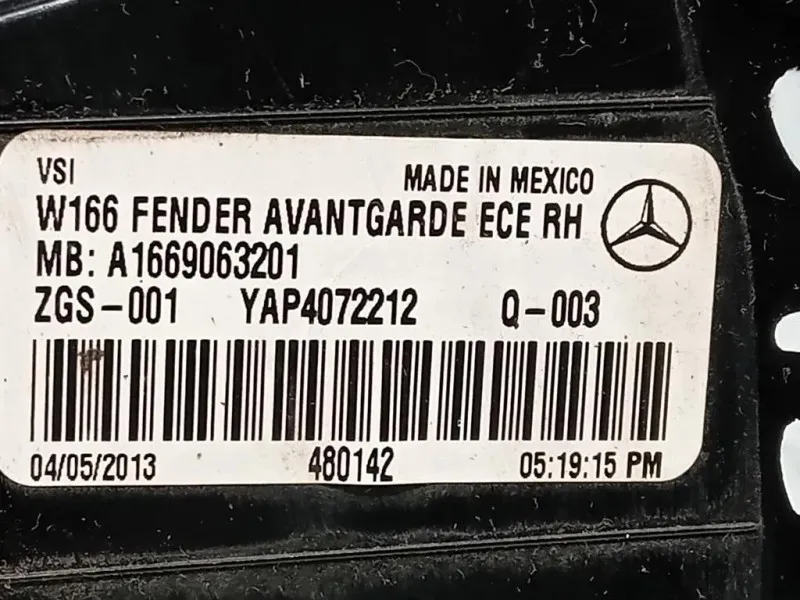 VSI MADE IN MEXICO
W166 FENDER AVANTGARDE ECE RH
MB: A1669063201
ZGS-001 YAP4072212 Q-003
04/05/2013 480142 05:19:15 PM